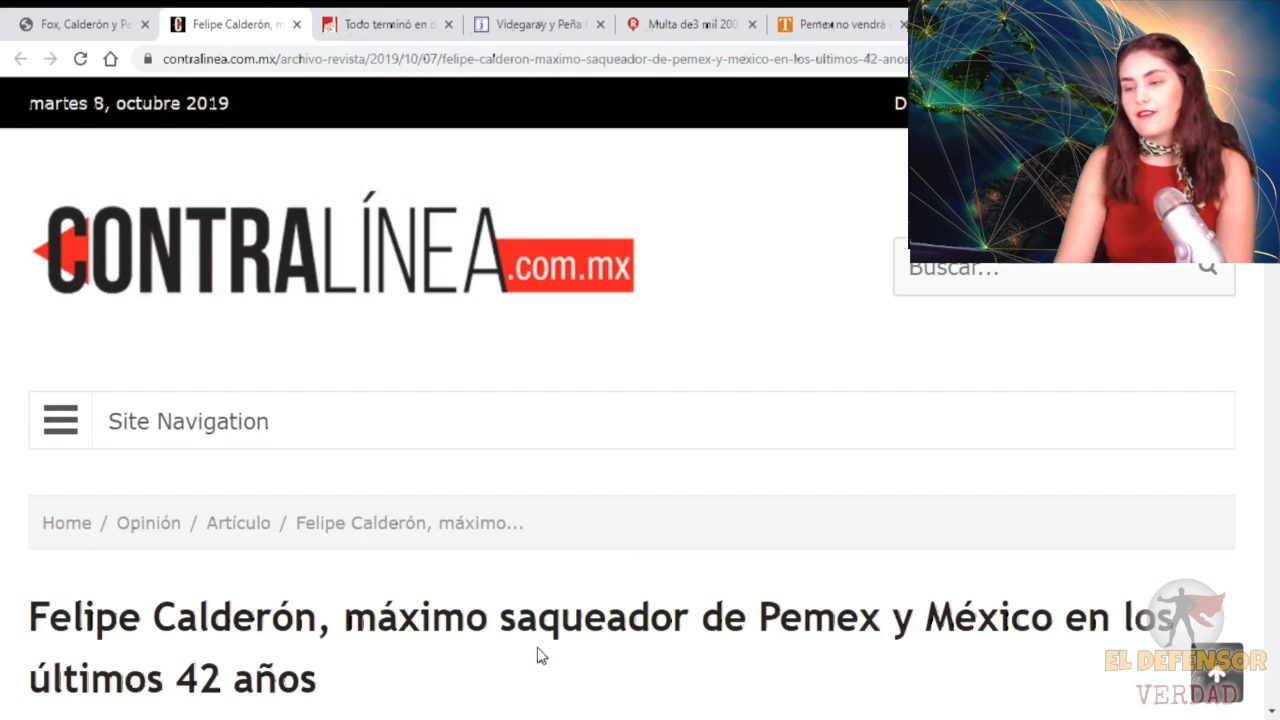 Fox, Calderón y Pe
Felipe Calderón, m
Todo terminó en d
Videgaray y Peña
Multa de3 mil 200
Pemex no vendrá
contralinea.com.mx/archivo-revista/2019/10/07/felipe-calderon-maximo-saqueador-de-pemex-y-mexico-en-los-ultimos-42-anos
martes 8, octubre 2019
D
CONTRALÍNEA.com.mx
Buscar...
Site Navigation
Home / Opinión / Artículo / Felipe Calderón, máximo...
Felipe Calderón, máximo saqueador de Pemex y México en los
últimos 42 años
EL DEFENSOR
VERDAD